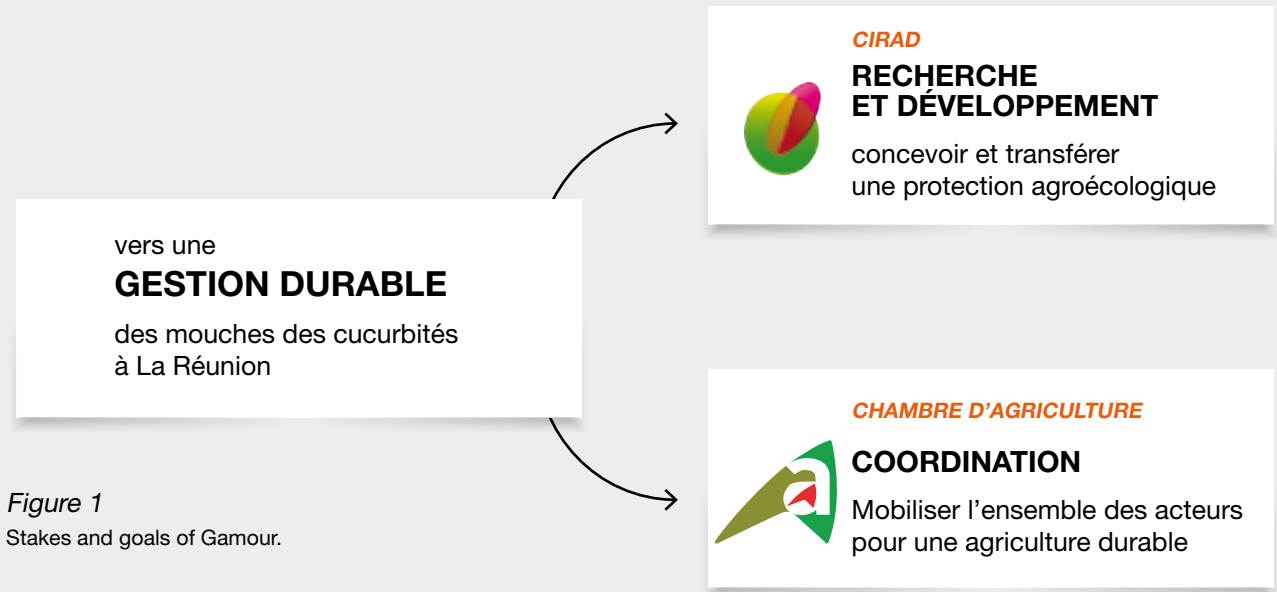 vers une
GESTION DURABLE
des mouches des cucurbités
à La Réunion
CIRAD
RECHERCHE
ET DÉVELOPPEMENT
concevoir et transférer
une protection agroécologique
CHAMBRE D'AGRICULTURE
COORDINATION
Mobiliser l'ensemble des acteurs
pour une agriculture durable
Figure 1
Stakes and goals of Gamour.